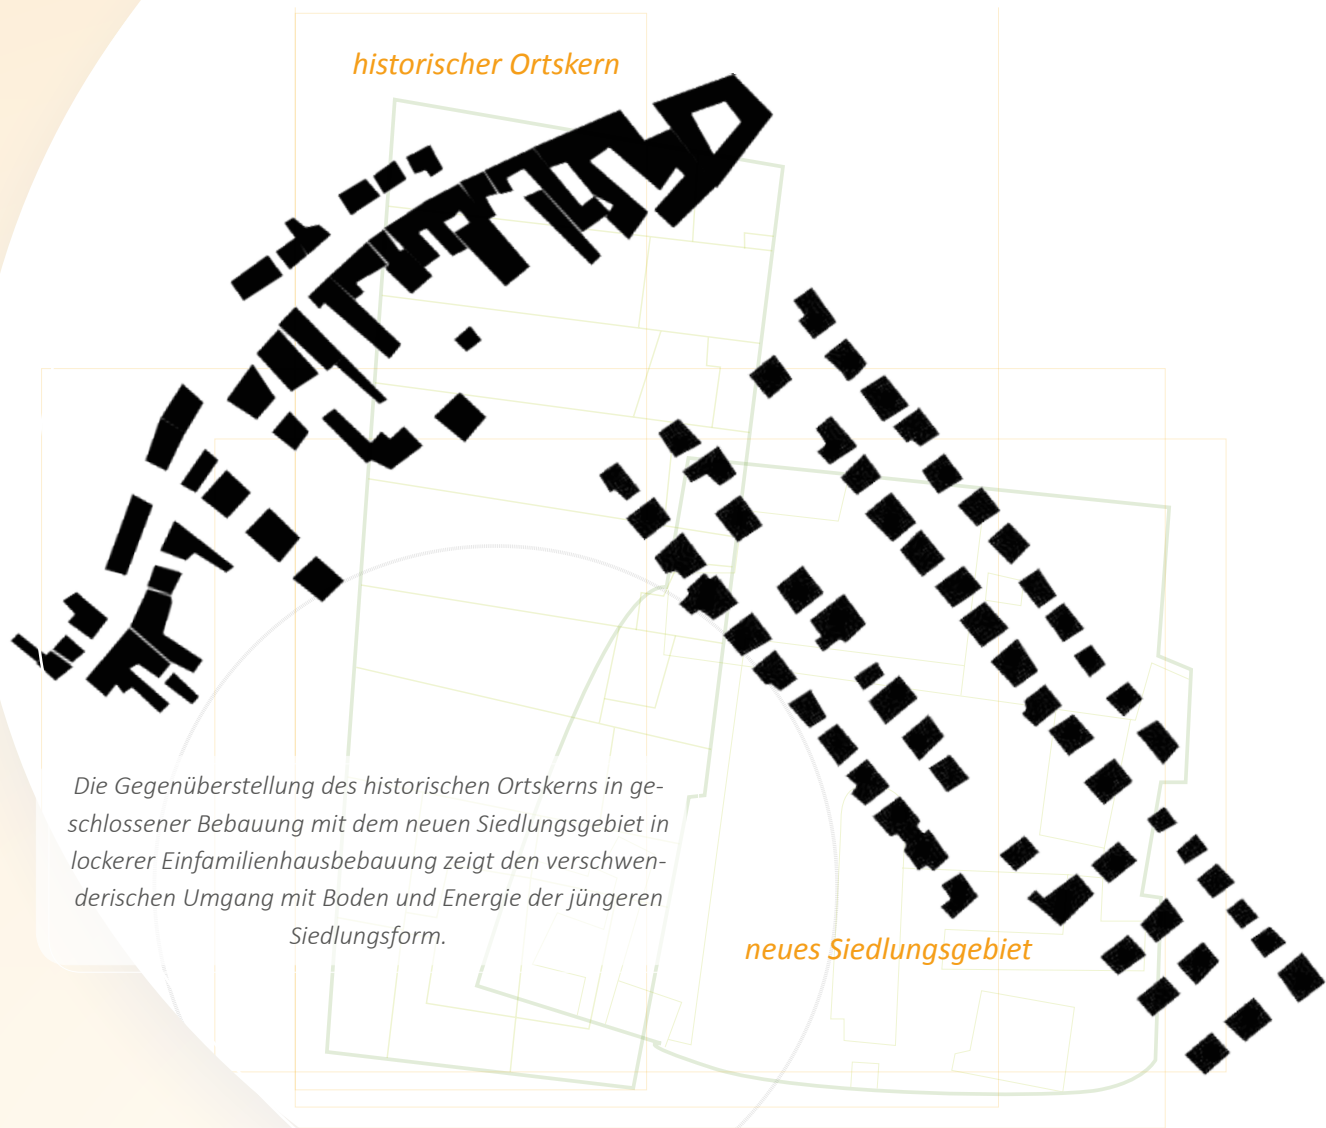 historischer Ortskern
Die Gegenüberstellung des historischen Ortskerns in ge-
schlossener Bebauung mit dem neuen Siedlungsgebiet in
lockerer Einfamilienhausbebauung zeigt den verschwen-
derischen Umgang mit Boden und Energie der jüngeren
Siedlungsform.
neues Siedlungsgebiet